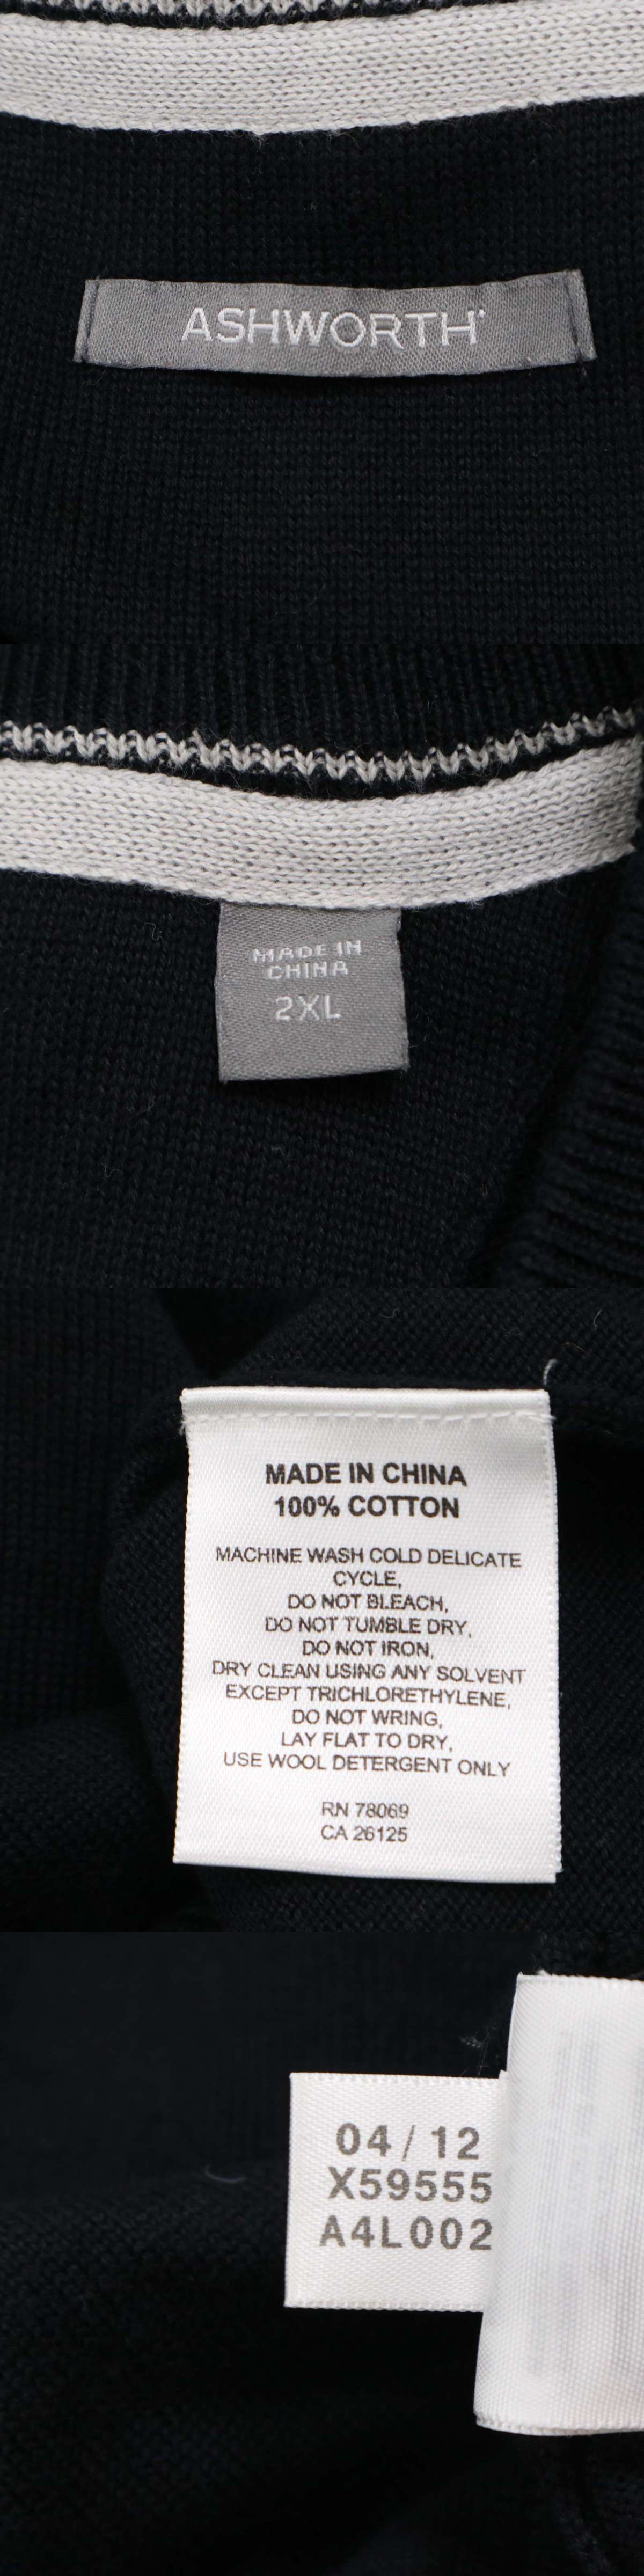 ASHWORTH
MADE IN
CHINA
2XL
MADE IN CHINA
100% COTTON
MACHINE WASH COLD DELICATE
CYCLE,
DO NOT BLEACH,
DO NOT TUMBLE DRY,
DO NOT IRON,
DRY CLEAN USING ANY SOLVENT
EXCEPT TRICHLORETHYLENE,
DO NOT WRING,
LAY FLAT TO DRY,
USE WOOL DETERGENT ONLY
RN 78069
CA 26125
04 / 12
X59555
A4L002